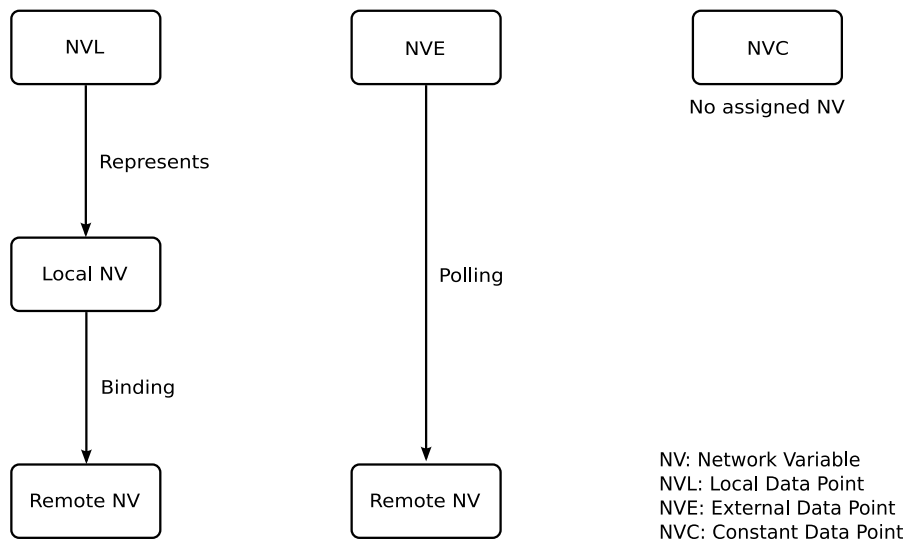 NVL
NVE
NVC
No assigned NV
Represents
Local NV
Polling
Binding
Remote NV
Remote NV
NV: Network Variable
NVL: Local Data Point
NVE: External Data Point
NVC: Constant Data Point